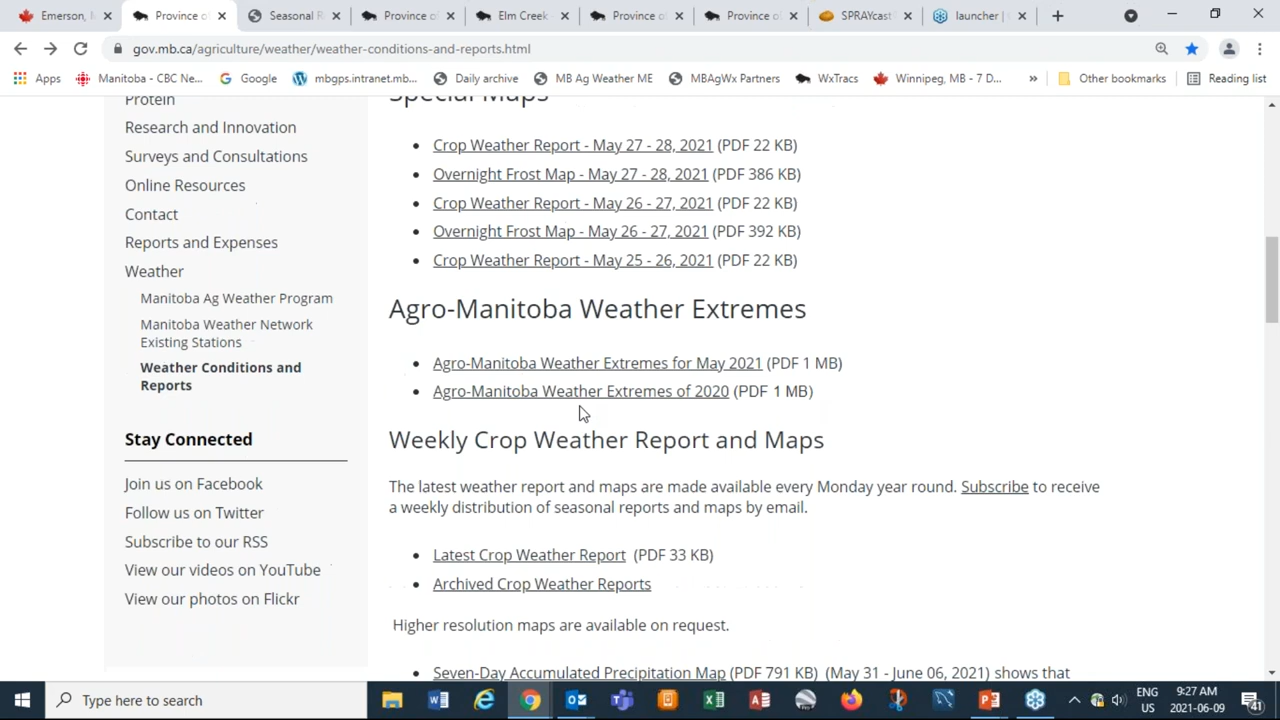 Emerson, M
Province o
Seasonal R
Province of
Elm Creek -
Province of
Province o
SPRAYcast
launcher |
gov.mb.ca/agriculture/weather/weather-conditions-and-reports.html
Apps
Manitoba - CBC Ne...
Google
mbgps.intranet.mb...
Daily archive
MB Ag Weather ME
MBAgWx Partners
WxTracs
Winnipeg, MB - 7 D...
»
Other bookmarks
Reading list
Protein
Research and Innovation
Surveys and Consultations
Online Resources
Contact
Reports and Expenses
Weather
Manitoba Ag Weather Program
Manitoba Weather Network
Existing Stations
Weather Conditions and
Reports
Stay Connected
Join us on Facebook
Follow us on Twitter
Subscribe to our RSS
View our videos on YouTube
View our photos on Flickr
Special Maps
Crop Weather Report - May 27 - 28, 2021 (PDF 22 KB)
Overnight Frost Map - May 27 - 28, 2021 (PDF 386 KB)
Crop Weather Report - May 26 - 27, 2021 (PDF 22 KB)
Overnight Frost Map - May 26 - 27, 2021 (PDF 392 KB)
Crop Weather Report - May 25 - 26, 2021 (PDF 22 KB)
Agro-Manitoba Weather Extremes
Agro-Manitoba Weather Extremes for May 2021 (PDF 1 MB)
Agro-Manitoba Weather Extremes of 2020 (PDF 1 MB)
Weekly Crop Weather Report and Maps
The latest weather report and maps are made available every Monday year round. Subscribe to receive
a weekly distribution of seasonal reports and maps by email.
Latest Crop Weather Report (PDF 33 KB)
Archived Crop Weather Reports
Higher resolution maps are available on request.
Seven-Day Accumulated Precipitation Map (PDF 791 KB) (May 31 - June 06, 2021) shows that
Type here to search
ENG
US
9:27 AM
2021-06-09
41